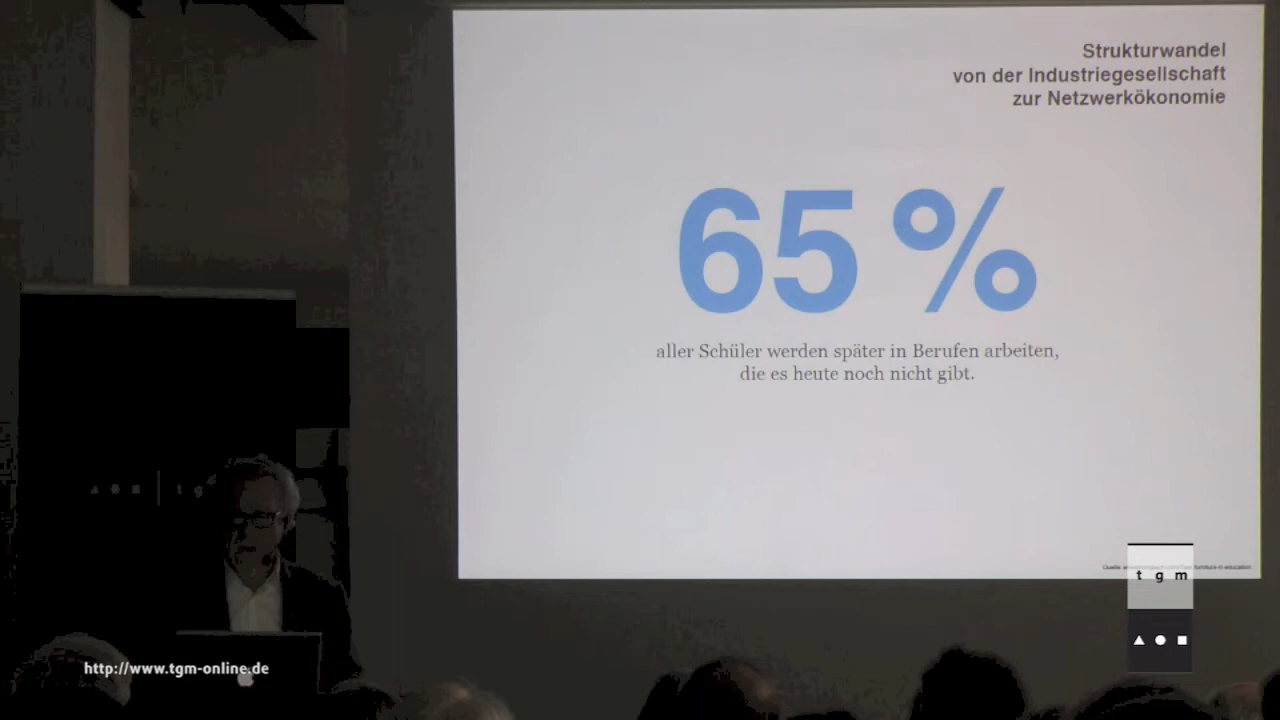 Strukturwandel
von der Industriegesellschaft
zur Netzwerkökonomie
65 %
aller Schüler werden später in Berufen arbeiten,
die es heute noch nicht gibt.
Quelle:
t g m
t g
http://www.tgm-online.de